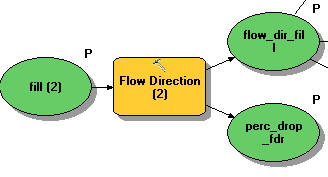 P
flow_dir_fil
l
P
fill (2)
Flow Direction
(2)
P
perc_drop
_fdr